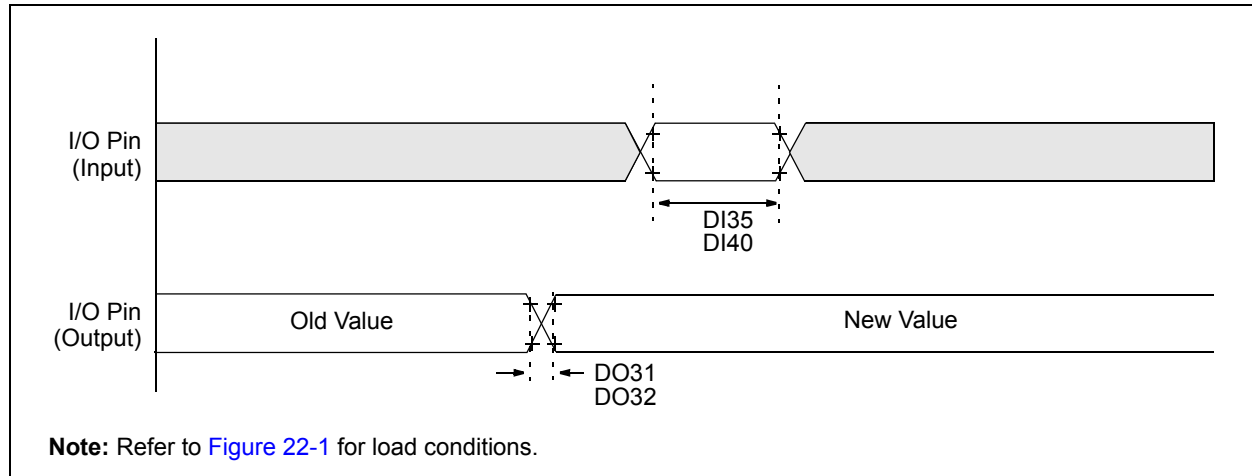 I/O Pin
(Input)
DI35
DI40
I/O Pin
(Output)
Old Value
New Value
DO31
DO32
Note: Refer to Figure 22-1 for load conditions.